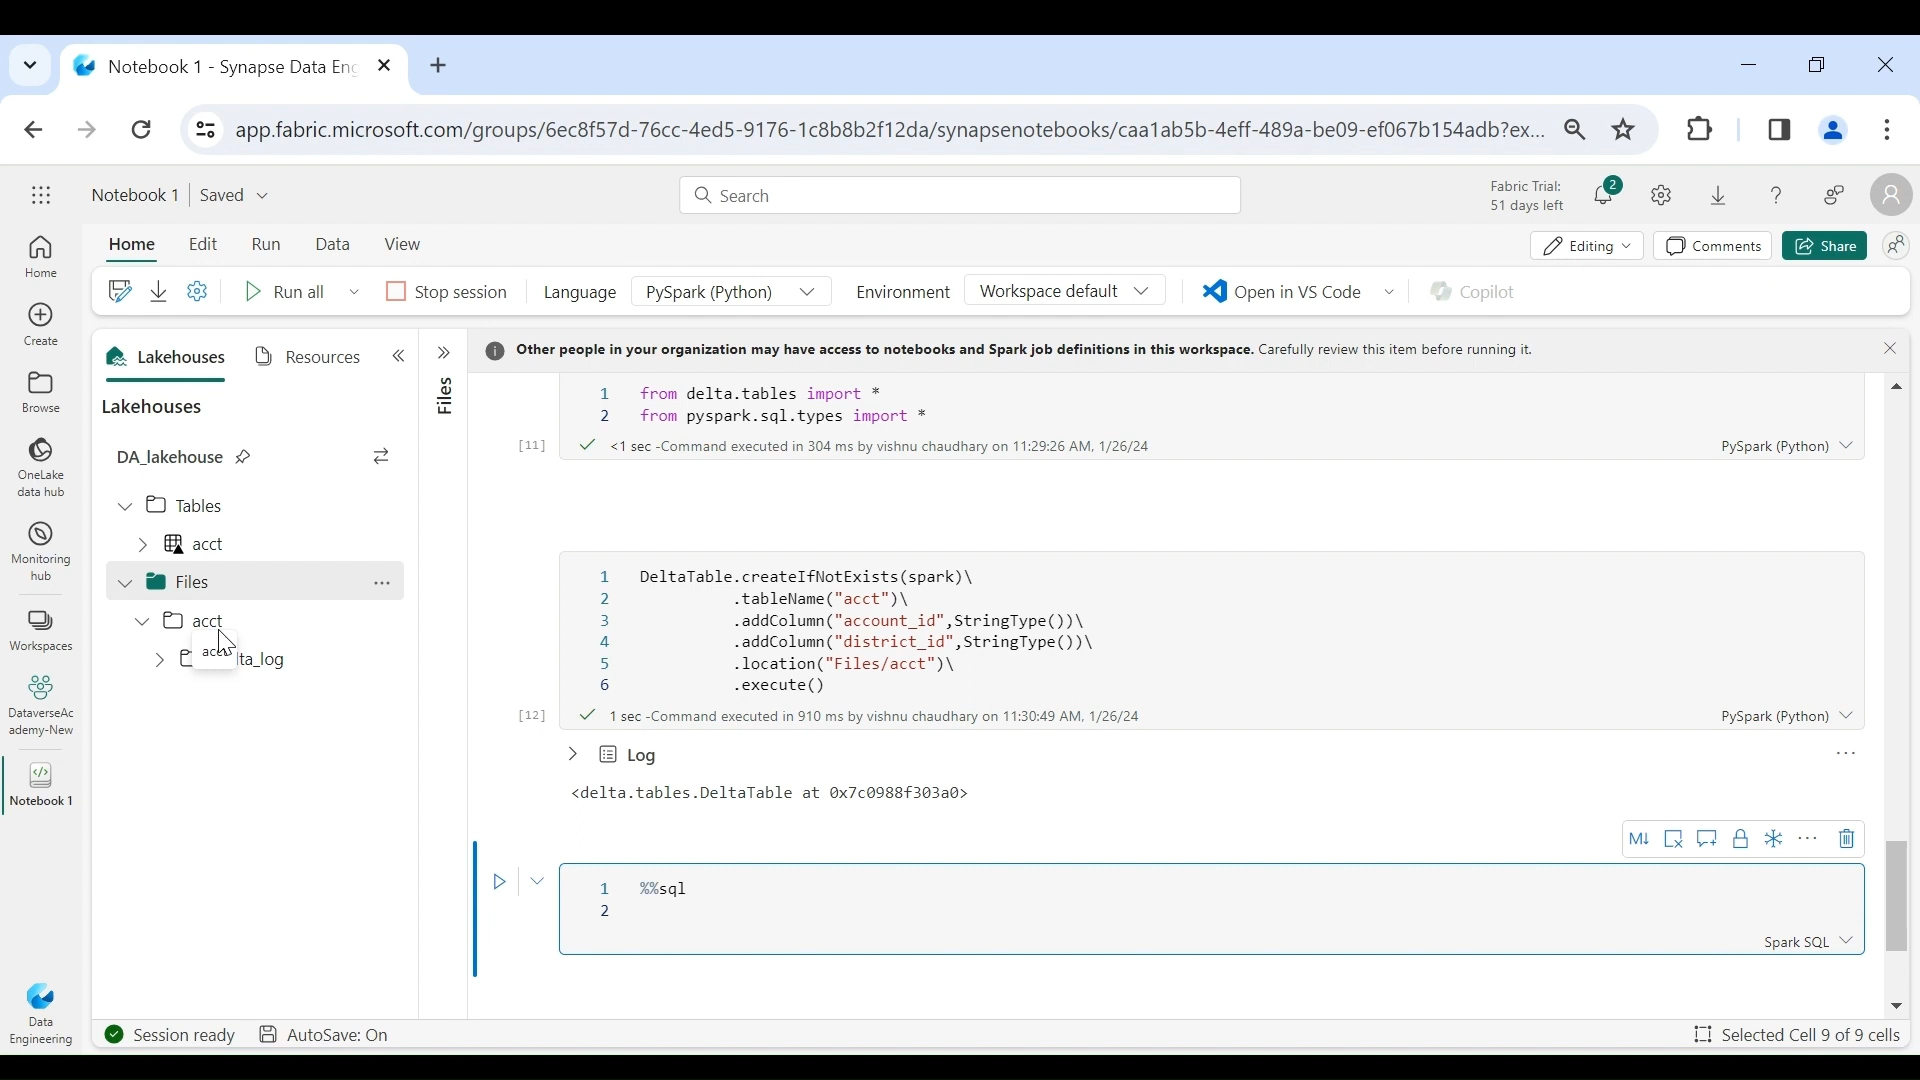 Notebook 1 - Synapse Data Eng
app.fabric.microsoft.com/groups/6ec8f57d-76cc-4ed5-9176-1c8b8b2f12da/synapsenotebooks/caa1ab5b-4eff-489a-be09-ef067b154adb?ex...
Notebook 1 Saved
Search
Fabric Trial:
51 days left
2
Home Edit Run Data View
Editing
Comments
Share
Run all
Stop session
Language
PySpark (Python)
Environment
Workspace default
Open in VS Code
Copilot
Home
Create
Browse
OneLake
data hub
Monitoring
hub
Workspaces
DataverseAc
ademy-New
Notebook 1
Data
Engineering
Lakehouses
Resources
Lakehouses
DA_lakehouse
Tables
acct
Files
acct
acct
ta_log
Files
Other people in your organization may have access to notebooks and Spark job definitions in this workspace. Carefully review this item before running it.
1 from delta.tables import *
2 from pyspark.sql.types import *
[11] <1 sec -Command executed in 304 ms by vishnu chaudhary on 11:29:26 AM, 1/26/24 PySpark (Python)
1 DeltaTable.createIfNotExists(spark)\
2 .tableName("acct")\
3 .addColumn("account_id",StringType())\
4 .addColumn("district_id",StringType())\
5 .location("Files/acct")\
6 .execute()
[12] 1 sec -Command executed in 910 ms by vishnu chaudhary on 11:30:49 AM, 1/26/24 PySpark (Python)
Log
<delta.tables.DeltaTable at 0x7c0988f303a0>
M↓
1 %%sql
2
Spark SQL
Session ready
AutoSave: On
Selected Cell 9 of 9 cells